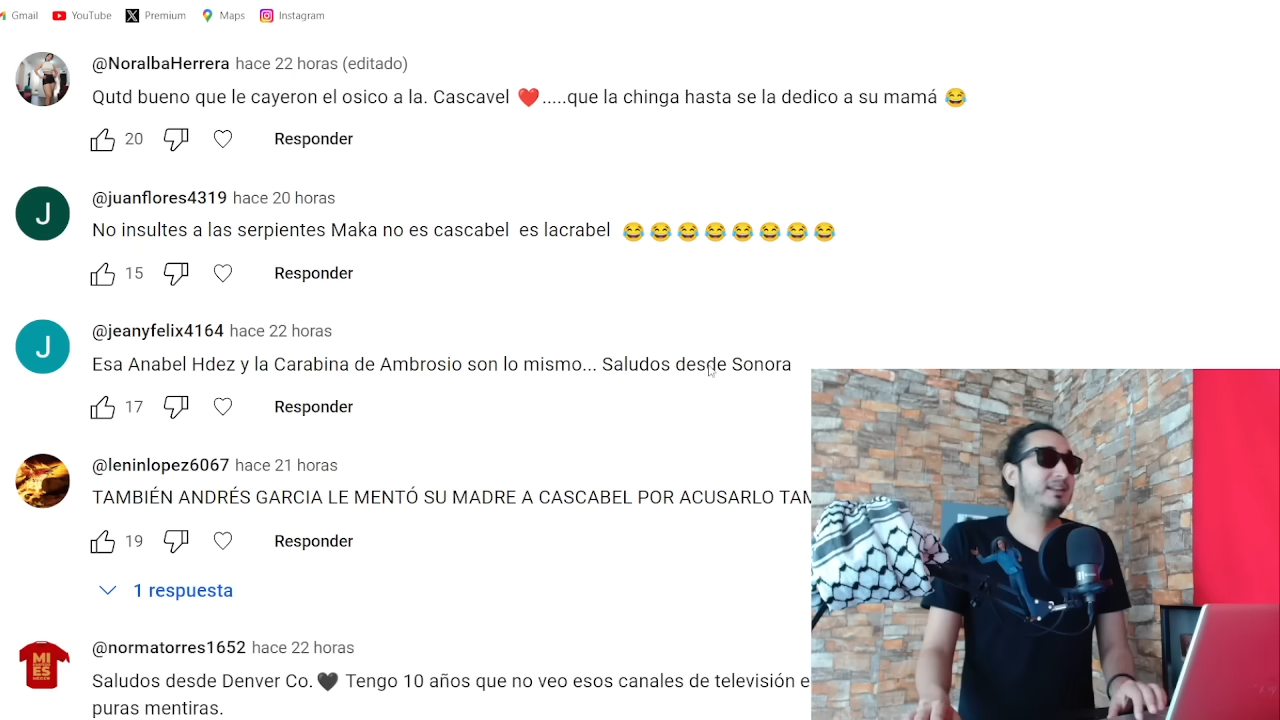 Gmail YouTube Premium Maps Instagram
@NoralbaHerrera hace 22 horas (editado)
Qutd bueno que le cayeron el osico a la. Cascavel ❤️.....que la chinga hasta se la dedico a su mamá 😂
20 Responder
J
@juanflores4319 hace 20 horas
No insultes a las serpientes Maka no es cascabel es lacrabel 😂😂😂😂😂😂😂😂
15 Responder
J
@jeanyfelix4164 hace 22 horas
Esa Anabel Hdez y la Carabina de Ambrosio son lo mismo... Saludos desde Sonora
17 Responder
@leninlopez6067 hace 21 horas
TAMBIÉN ANDRÉS GARCIA LE MENTÓ SU MADRE A CASCABEL POR ACUSARLO TAM
19 Responder
1 respuesta
@normatorres1652 hace 22 horas
MI
ES
Saludos desde Denver Co.🖤 Tengo 10 años que no veo esos canales de televisión e
puras mentiras.